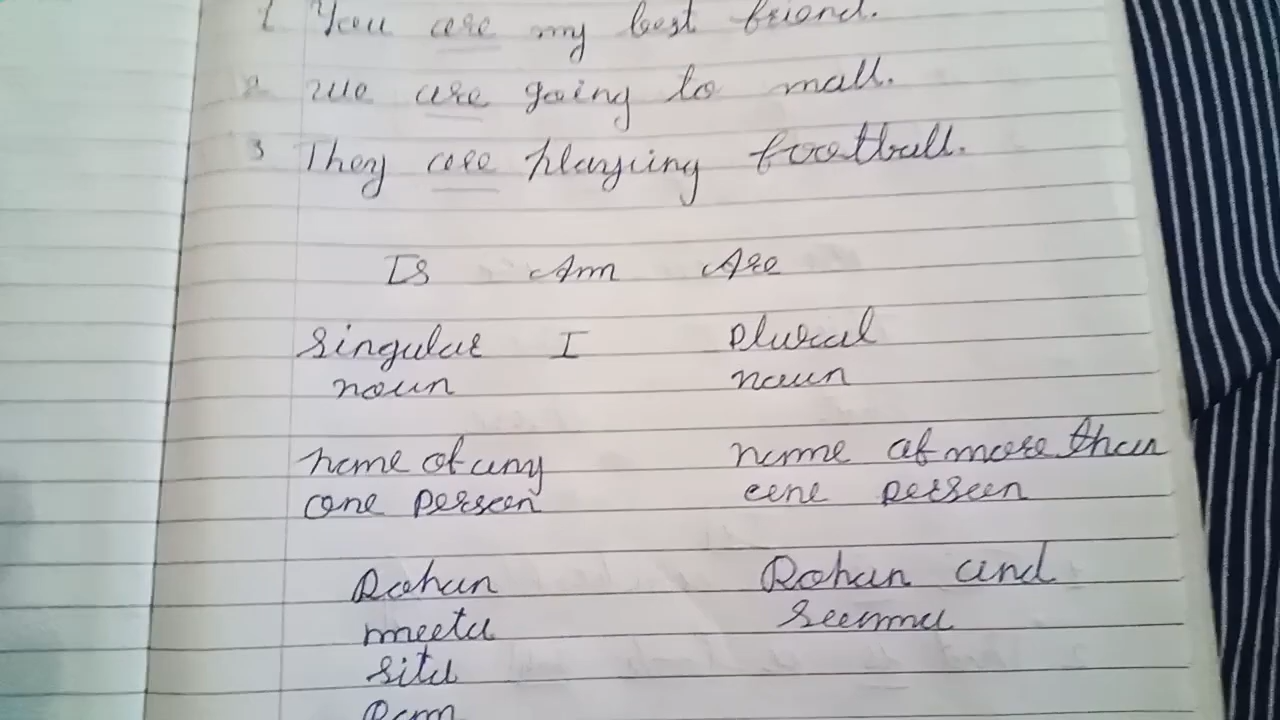 1 You are my best friend.
2 we are going to mall.
3 They are playing football.
Is Am Are
singular I plural
noun noun
name of any name of more than
one person one person
Rohan Rohan and
meeta seema
sita
Ram